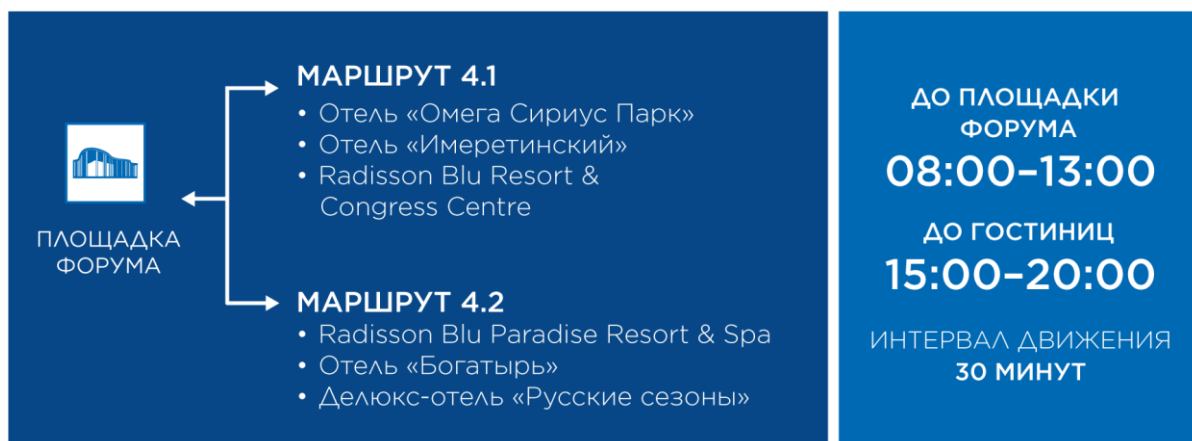 ПЛОЩАДКА
ФОРУМА
МАРШРУТ 4.1
• Отель «Омега Сириус Парк»
• Отель «Имеретинский»
• Radisson Blu Resort &
Congress Centre
МАРШРУТ 4.2
• Radisson Blu Paradise Resort & Spa
• Отель «Богатырь»
• Делюкс-отель «Русские сезоны»
ДО ПЛОЩАДКИ
ФОРУМА
08:00–13:00
ДО ГОСТИНИЦ
15:00–20:00
ИНТЕРВАЛ ДВИЖЕНИЯ
30 МИНУТ